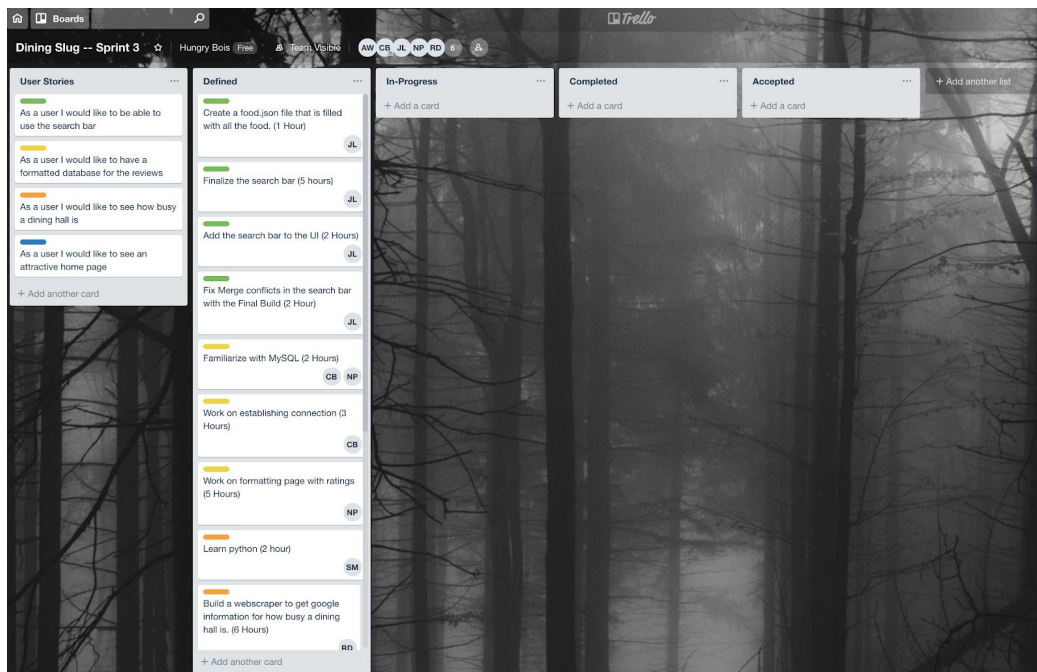 Boards
Trello
Dining Slug -- Sprint 3
Hungry Bois
Free
Team Visible
AW
CB
JL
NP
RD
6
User Stories
As a user I would like to be able to
use the search bar
As a user I would like to have a
formatted database for the reviews
As a user I would like to see how busy
a dining hall is
As a user I would like to see an
attractive home page
+ Add another card
Defined
Create a food.json file that is filled
with all the food. (1 Hour)
JL
Finalize the search bar (5 hours)
JL
Add the search bar to the UI (2 Hours)
JL
Fix Merge conflicts in the search bar
with the Final Build (2 Hour)
JL
Familiarize with MySQL (2 Hours)
CB NP
Work on establishing connection (3
Hours)
CB
Work on formatting page with ratings
(5 Hours)
NP
Learn python (2 hour)
SM
Build a webscraper to get google
information for how busy a dining
hall is. (6 Hours)
RD
+ Add another card
In-Progress
+ Add a card
Completed
+ Add a card
Accepted
+ Add a card
+ Add another list